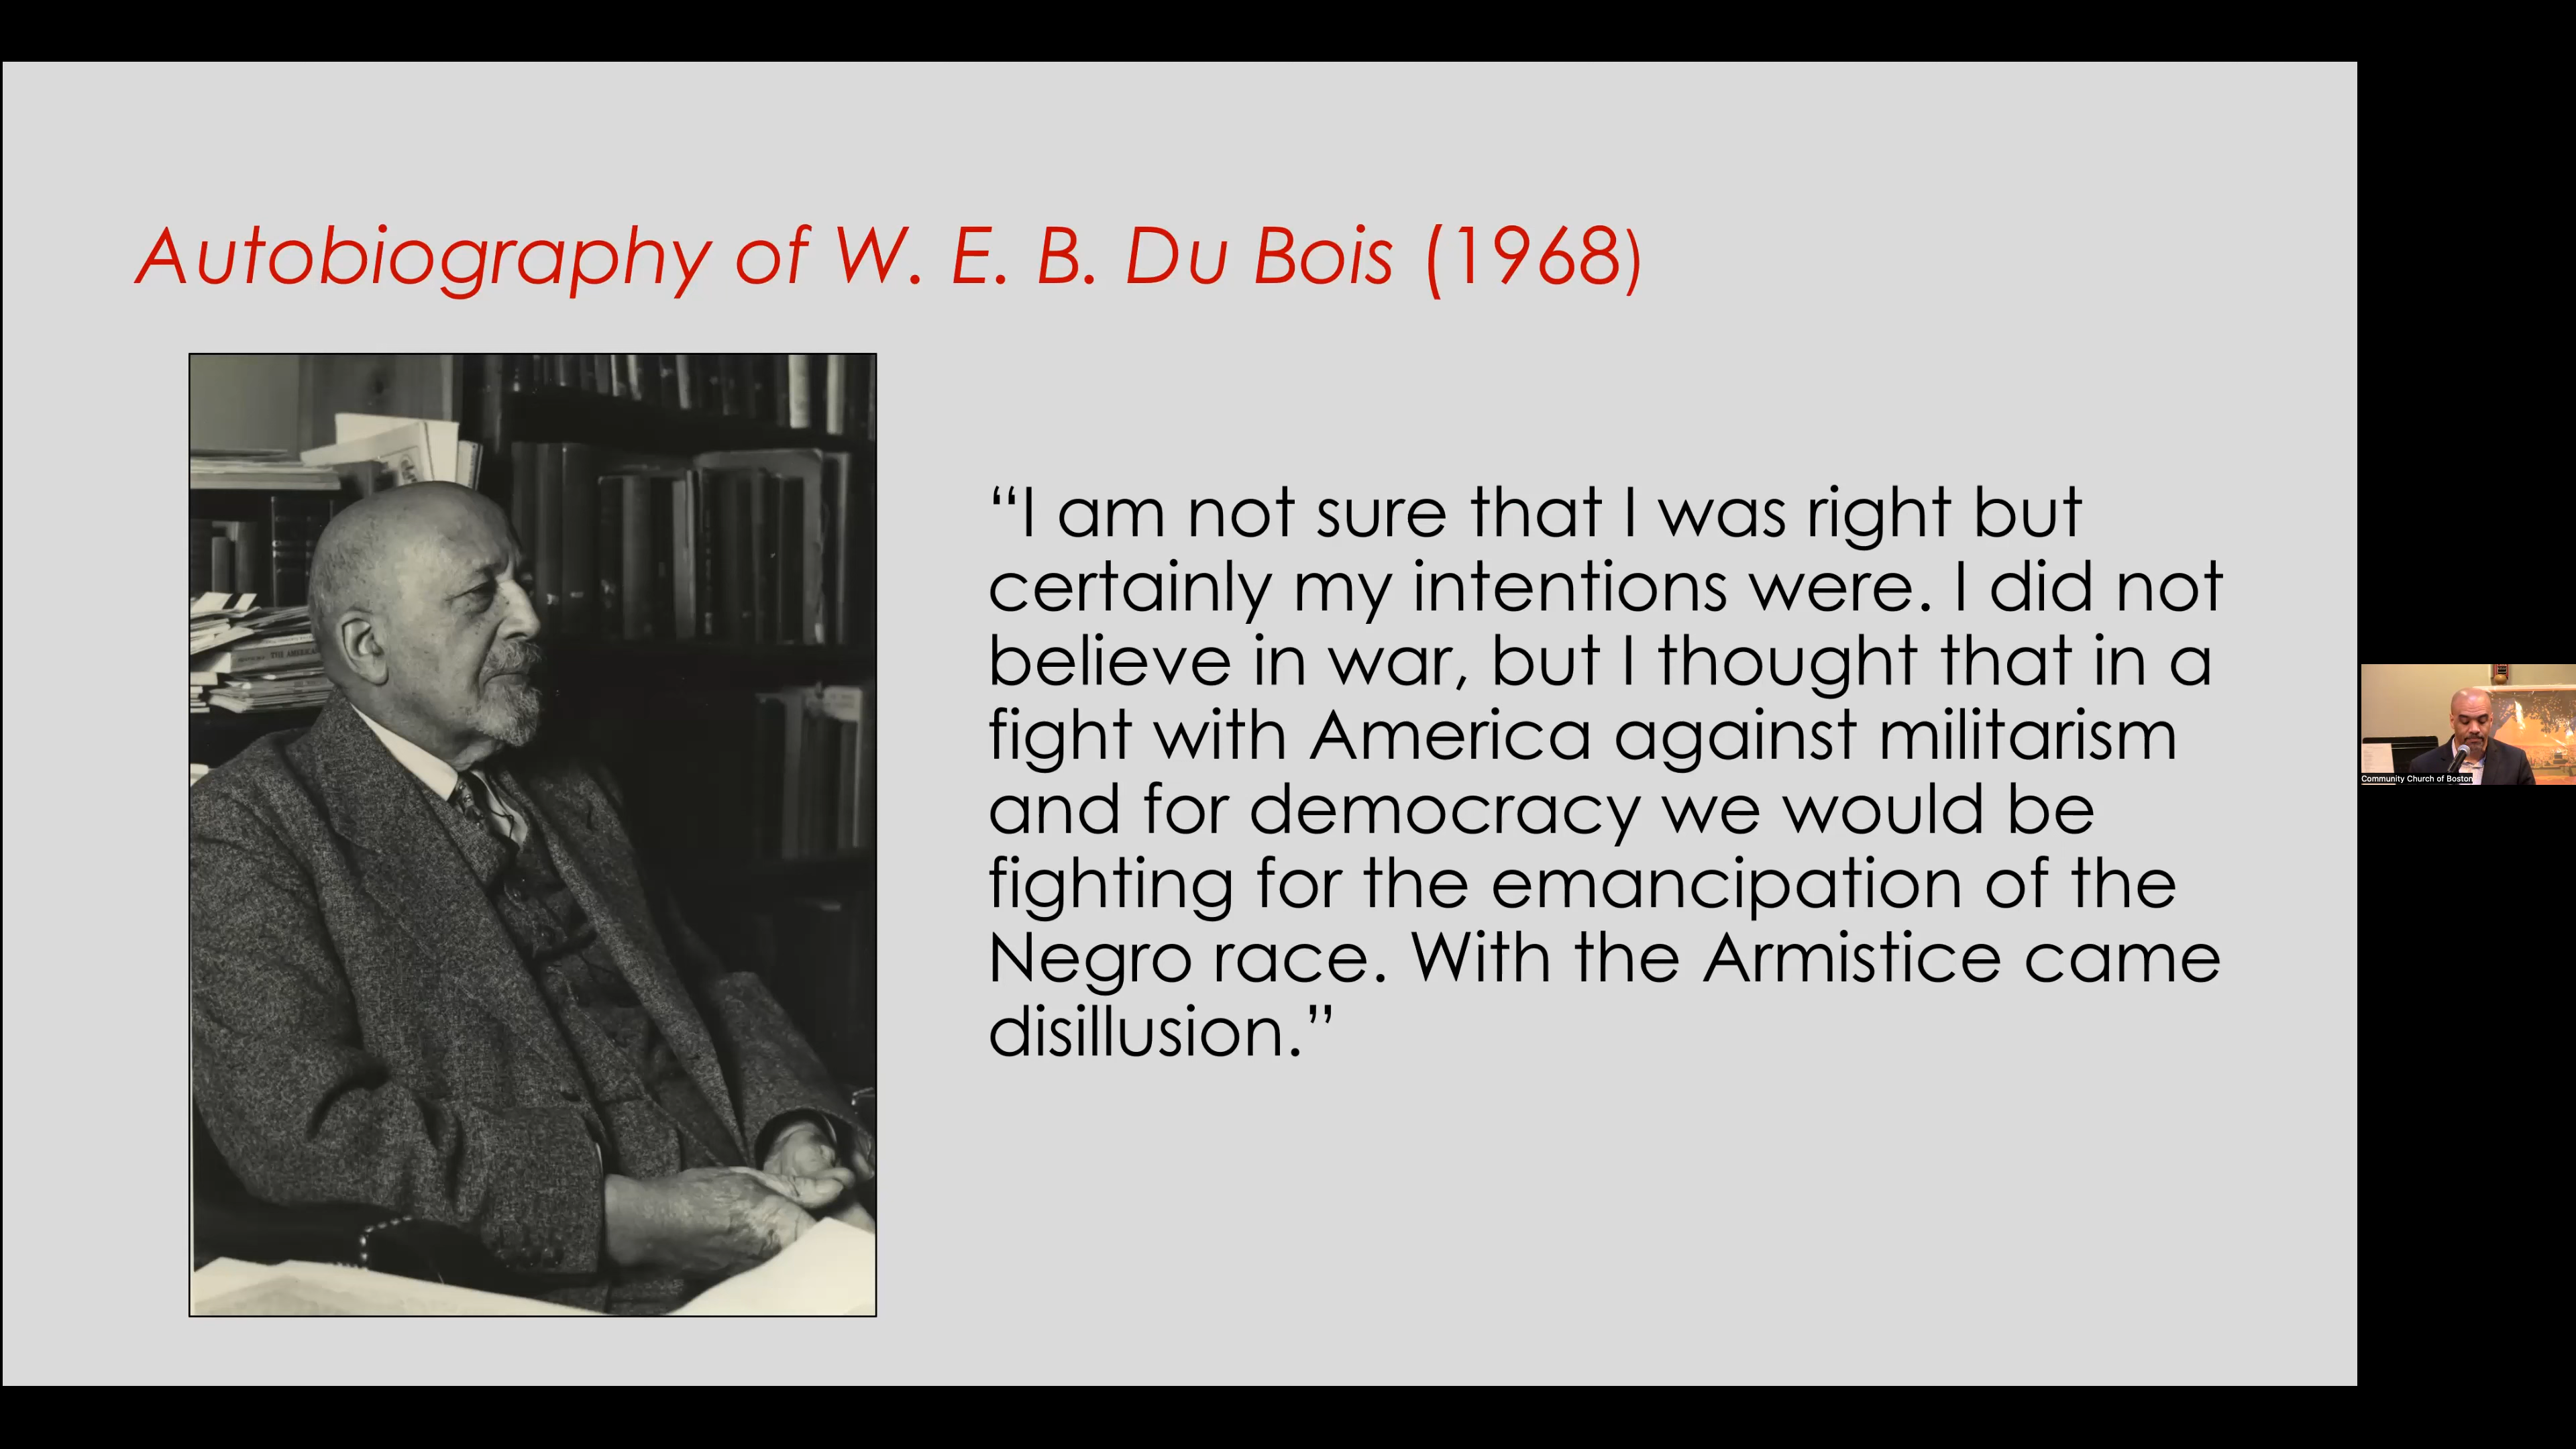 Autobiography of W. E. B. Du Bois (1968)
“I am not sure that I was right but
certainly my intentions were. I did not
believe in war, but I thought that in a
fight with America against militarism
and for democracy we would be
fighting for the emancipation of the
Negro race. With the Armistice came
disillusion.”
Community Church of Boston